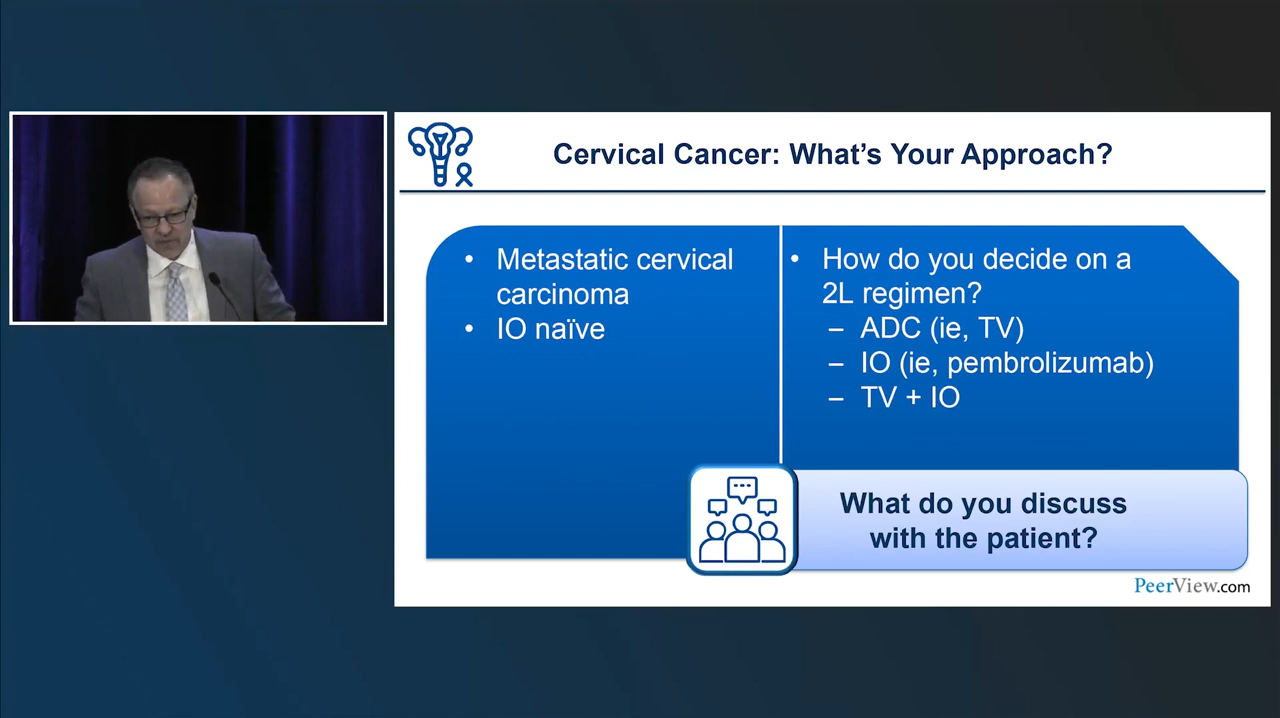 Cervical Cancer: What's Your Approach?
• Metastatic cervical
carcinoma
• IO naïve
• How do you decide on a
2L regimen?
– ADC (ie, TV)
– IO (ie, pembrolizumab)
– TV + IO
What do you discuss
with the patient?
PeerView.com